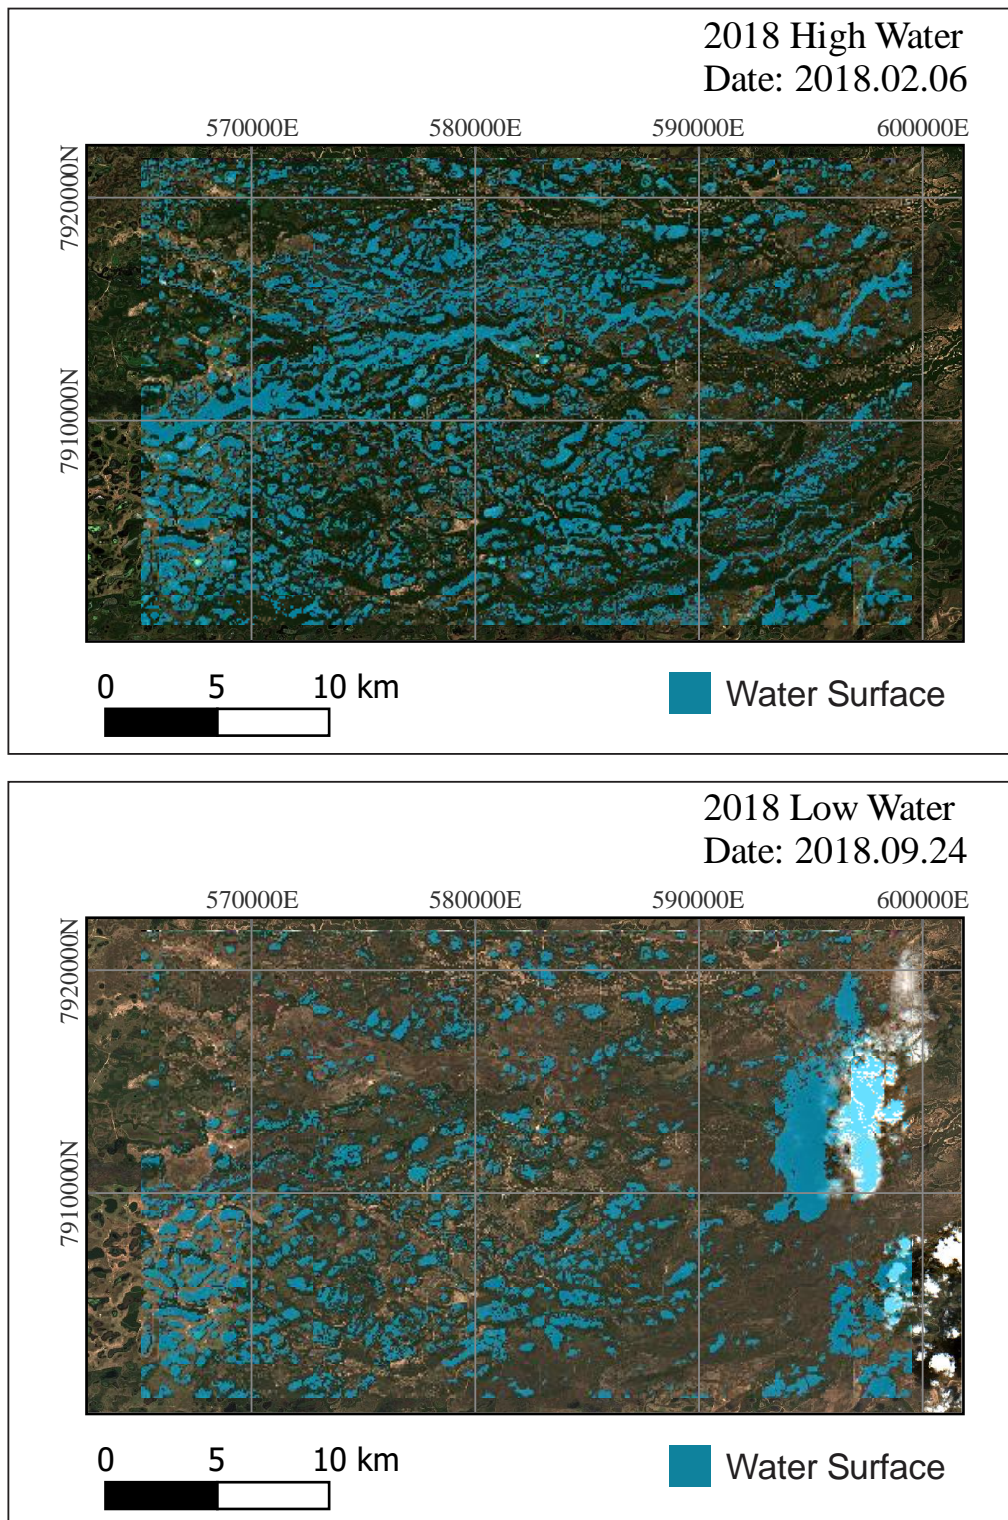 2018 High Water
Date: 2018.02.06
570000E 580000E 590000E 600000E
7920000N
7910000N
0 5 10 km
Water Surface
2018 Low Water
Date: 2018.09.24
570000E 580000E 590000E 600000E
7920000N
7910000N
0 5 10 km
Water Surface